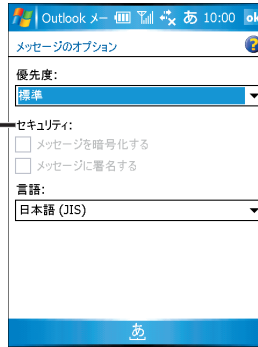 Outlook メー あ 10:00 ok
メッセージのオプション ?
優先度:
標準
セキュリティ:
メッセージを暗号化する
メッセージに署名する
言語:
日本語 (JIS)
あ